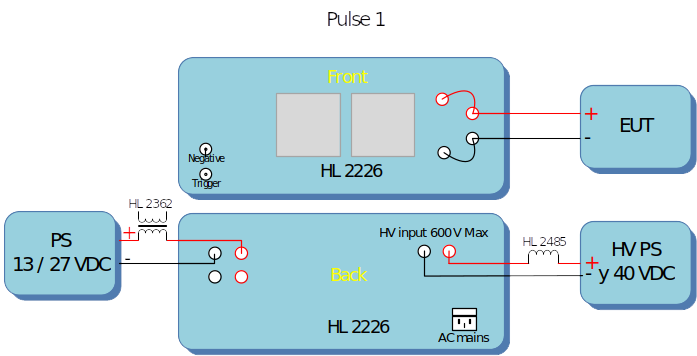 Pulse 1
Front
+
EUT
-
Negative
Trigger
HL 2226
HL 2362
PS
13 / 27 VDC
+
-
HV input 600 V Max
HL 2485
HV PS
y 40 VDC
+
-
Back
HL 2226
AC mains